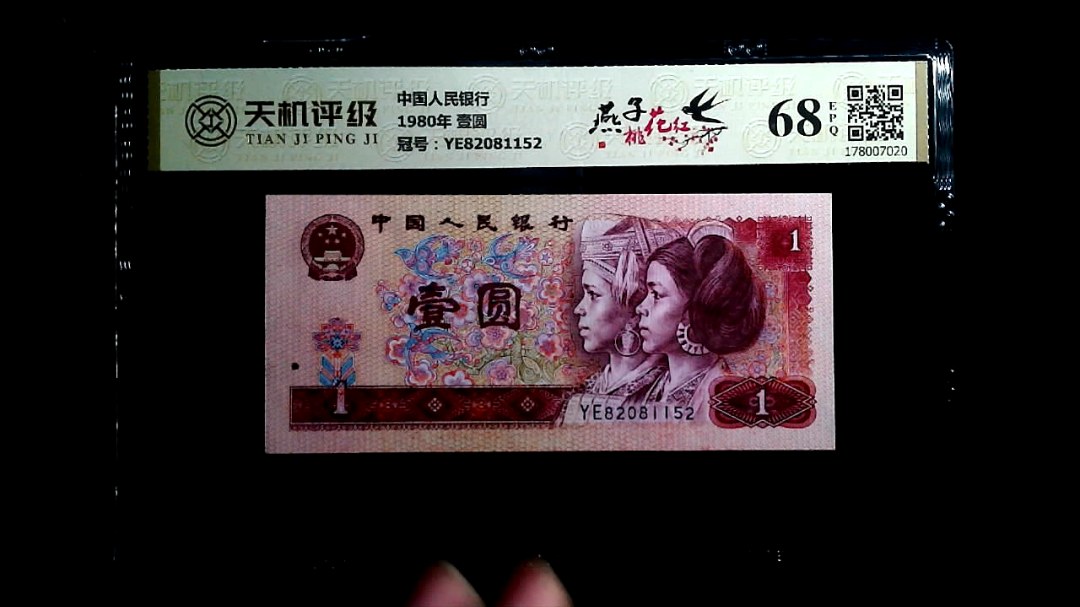 天机评级
TIAN JI PING JI
中国人民银行
1980年 壹圆
冠号：YE82081152
燕子
桃花红
68
EPQ
178007020
中国人民银行
1
壹圆
1
YE82081152
1